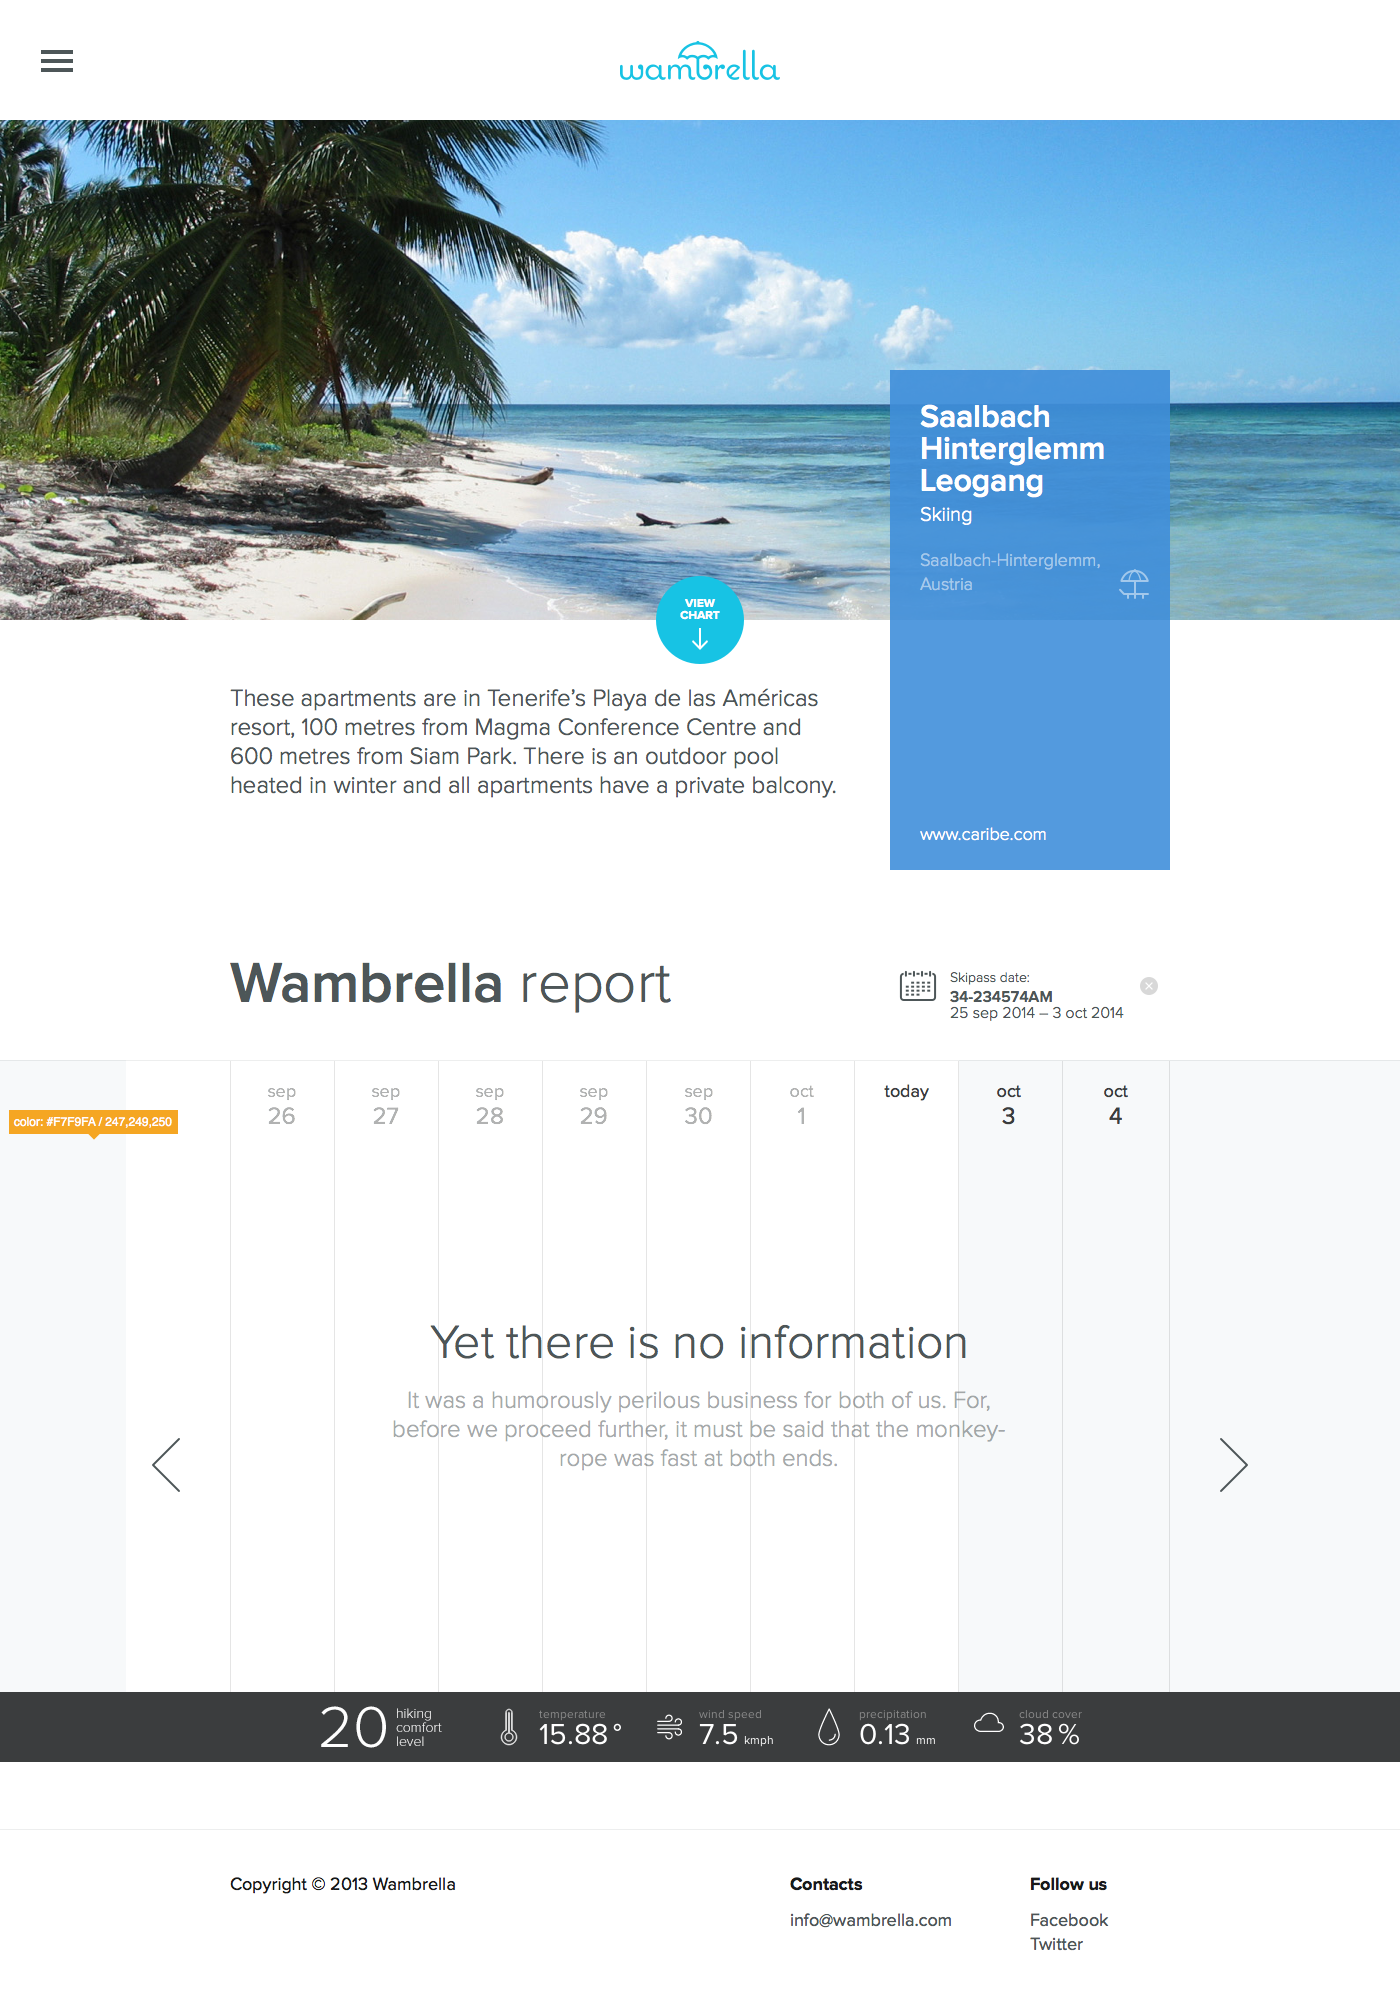 wambrella
Saalbach
Hinterglemm
Leogang
Skiing
Saalbach-Hinterglemm,
Austria
VIEW
CHART
These apartments are in Tenerife’s Playa de las Américas
resort, 100 metres from Magma Conference Centre and
600 metres from Siam Park. There is an outdoor pool
heated in winter and all apartments have a private balcony.
www.caribe.com
Wambrella report
Skipass date:
34-234574AM
25 sep 2014 – 3 oct 2014
sep sep sep sep sep oct today oct oct
26 27 28 29 30 1 3 4
color: #F7F9FA / 247,249,250
Yet there is no information
It was a humorously perilous business for both of us. For,
before we proceed further, it must be said that the monkey-
rope was fast at both ends.
20 hiking
comfort
level
temperature
15.88 °
wind speed
7.5 kmph
precipitation
0.13 mm
cloud cover
38 %
Copyright © 2013 Wambrella
Contacts
info@wambrella.com
Follow us
Facebook
Twitter